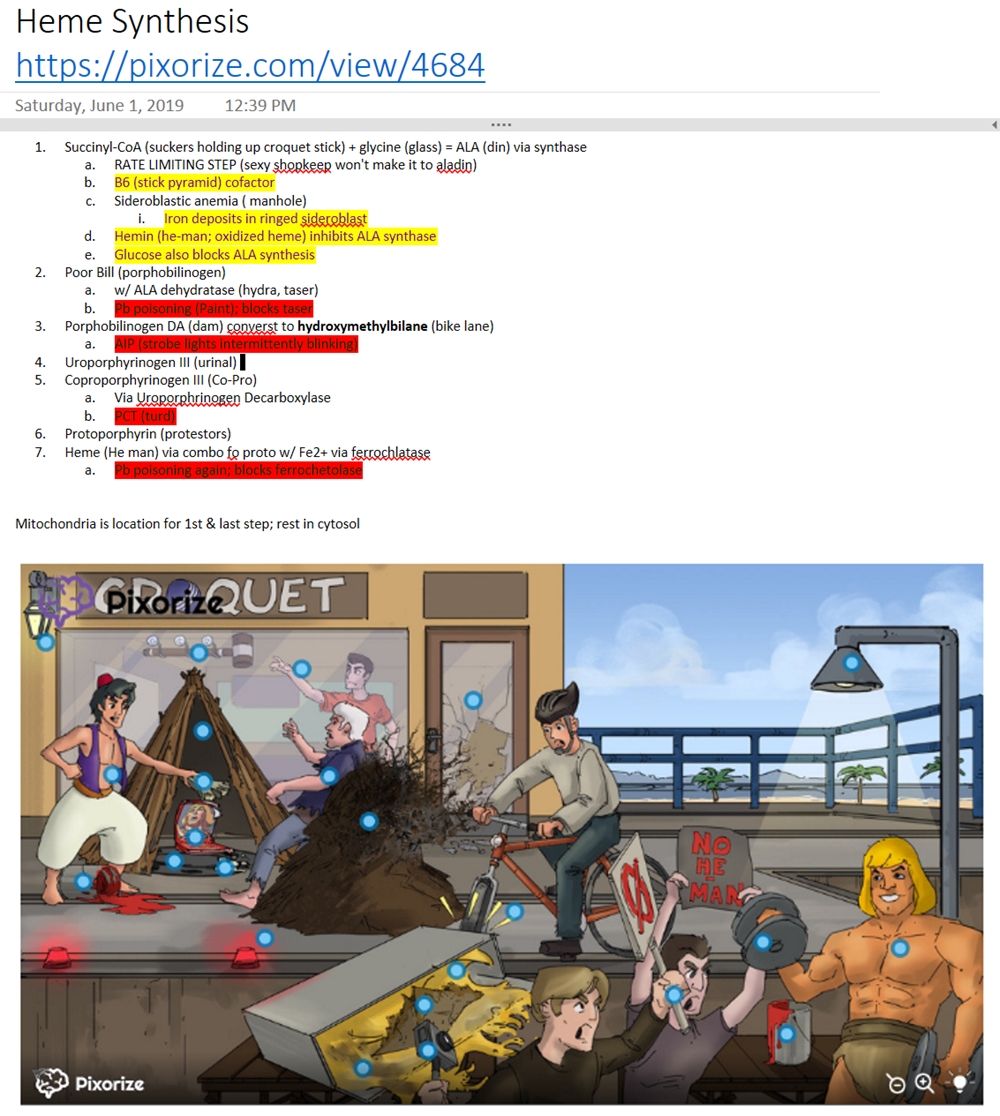 Heme Synthesis
https://pixorize.com/view/4684
Saturday, June 1, 2019 12:39 PM
1. Succinyl-CoA (suckers holding up croquet stick) + glycine (glass) = ALA (din) via synthase
a. RATE LIMITING STEP (sexy shopkeep won't make it to aladin)
b. B6 (stick pyramid) cofactor
c. Sideroblastic anemia ( manhole)
i. Iron deposits in ringed sideroblast
d. Hemin (he-man; oxidized heme) inhibits ALA synthase
e. Glucose also blocks ALA synthesis
2. Poor Bill (porphobilinogen)
a. w/ ALA dehydratase (hydra, taser)
b. Pb poisoning (Paint); blocks taser
3. Porphobilinogen DA (dam) converst to hydroxymethylbilane (bike lane)
a. AIP (strobe lights intermittently blinking)
4. Uroporphyrinogen III (urinal)
5. Coproporphyrinogen III (Co-Pro)
a. Via Uroporphrinogen Decarboxylase
b. PCT (turd)
6. Protoporphyrin (protestors)
7. Heme (He man) via combo fo proto w/ Fe2+ via ferrochlatase
a. Pb poisoning again; blocks ferrochetolase
Mitochondria is location for 1st & last step; rest in cytosol
CROQUET
Pixorize
NO
HE
-
MAN
Pixorize